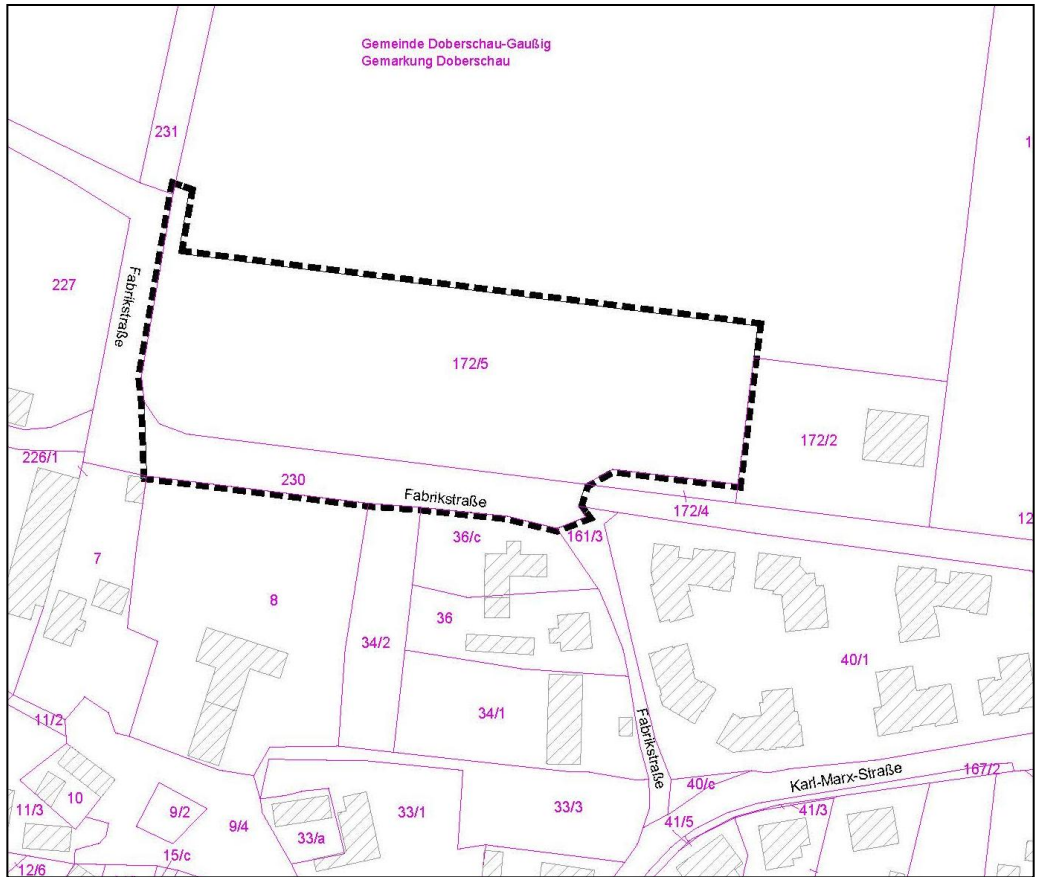 Gemeinde Doberschau-Gaußig
Gemarkung Doberschau
231
1
227
Fabrikstraße
172/5
172/2
226/1
230
Fabrikstraße
172/4
12
36/c
161/3
7
8
36
34/2
40/1
34/1
11/2
Fabrikstraße
40/c
Karl-Marx-Straße
167/2
10
11/3
9/2
9/4
33/1
33/3
41/5
41/3
33/a
15/c
12/6